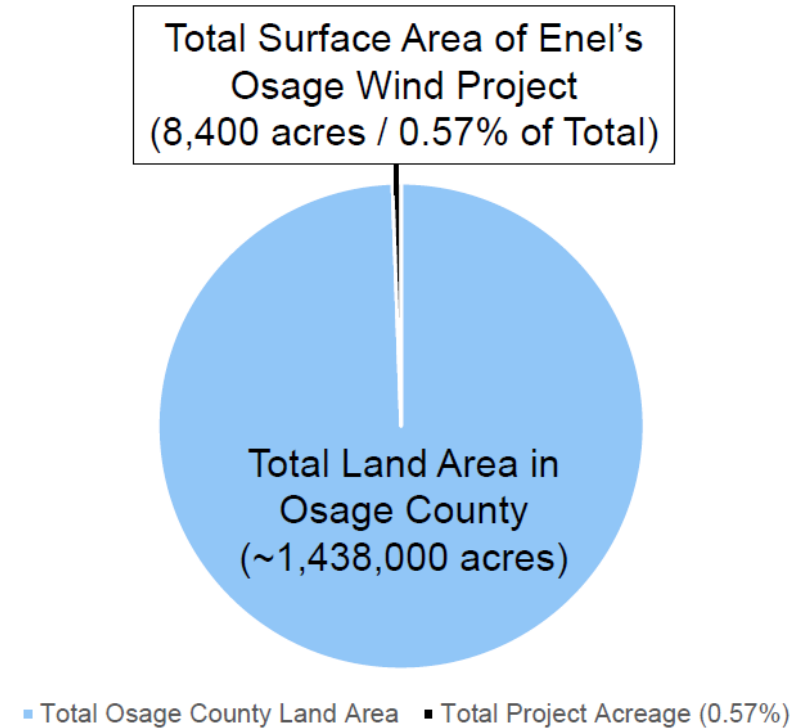 Total Surface Area of Enel's
Osage Wind Project
(8,400 acres / 0.57% of Total)
Total Land Area in
Osage County
(~1,438,000 acres)
Total Osage County Land Area
Total Project Acreage (0.57%)